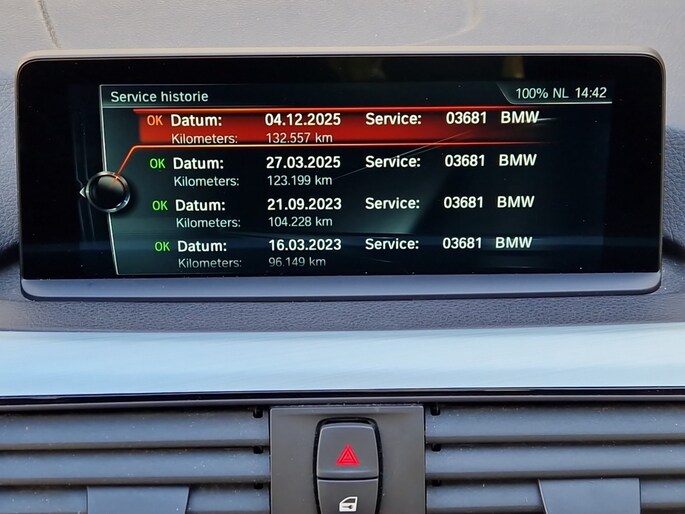 Service historie 100% NL 14:42
OK Datum: 04.12.2025 Service: 03681 BMW
Kilometers: 132.557 km
OK Datum: 27.03.2025 Service: 03681 BMW
Kilometers: 123.199 km
OK Datum: 21.09.2023 Service: 03681 BMW
Kilometers: 104.228 km
OK Datum: 16.03.2023 Service: 03681 BMW
Kilometers: 96.149 km